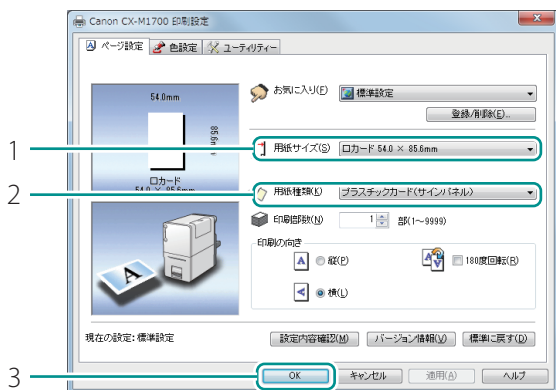 Canon CX-M1700 印刷設定
ページ設定 色設定 ユーティリティー
54.0mm
85.6mm
ロカード
54.0 × 85.6mm
お気に入り(F) 標準設定
登録/削除(E)...
1 用紙サイズ(S) ロカード 54.0 × 85.6mm
2 用紙種類(K) プラスチックカード(サインパネル)
印刷部数(N) 1 部(1~9999)
印刷の向き
A 縦(P) 180度回転(R)
A 横(L)
A
現在の設定: 標準設定 設定内容確認(M) バージョン情報(V) 標準に戻す(D)
3 OK キャンセル 適用(A) ヘルプ